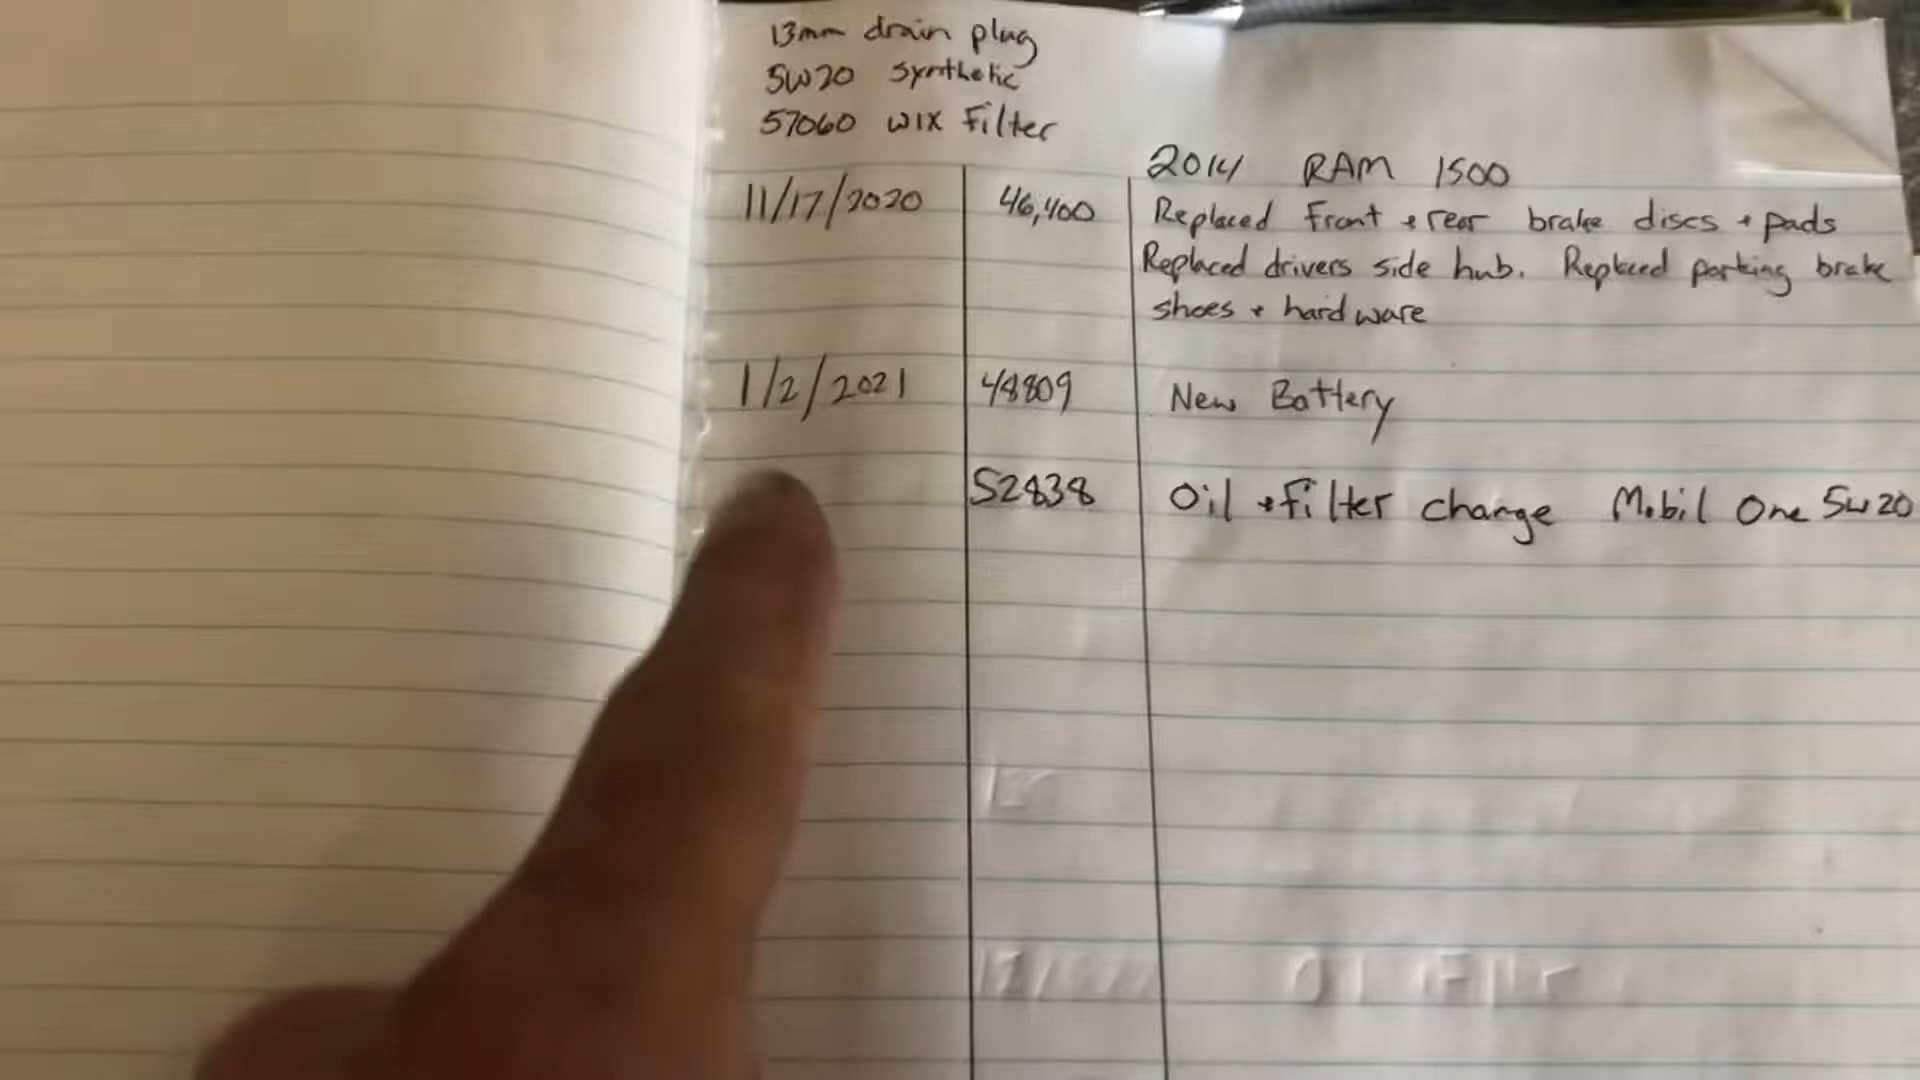 13mm drain plug
5W20 Synthetic
57060 WIX Filter
2014 RAM 1500
11/17/2020 46,400 Replaced Front + rear brake discs + pads
Replaced drivers side hub. Replaced parking brake
shoes + hardware
1/2/2021 48809 New Battery
52838 Oil + filter change Mobil One 5W20